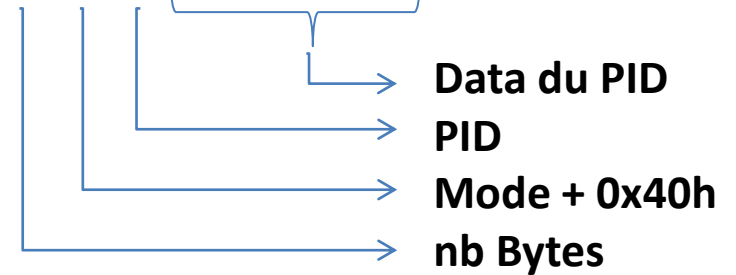 Data du PID
PID
Mode + 0x40h
nb Bytes